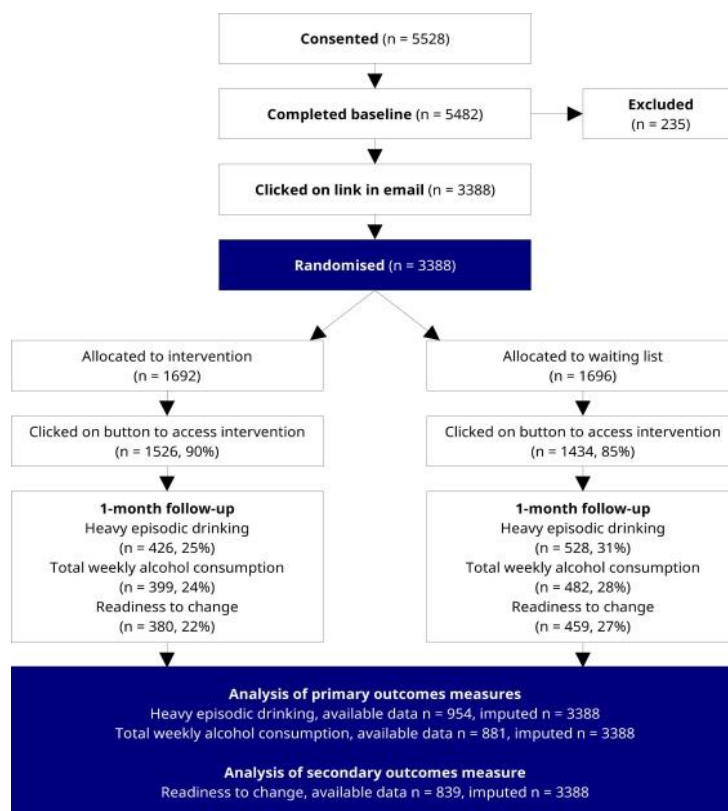 Consented (n = 5528)
Completed baseline (n = 5482)
Excluded
(n = 235)
Clicked on link in email (n = 3388)
Randomised (n = 3388)
Allocated to intervention
(n = 1692)
Allocated to waiting list
(n = 1696)
Clicked on button to access intervention
(n = 1526, 90%)
Clicked on button to access intervention
(n = 1434, 85%)
1-month follow-up
Heavy episodic drinking
(n = 426, 25%)
Total weekly alcohol consumption
(n = 399, 24%)
Readiness to change
(n = 380, 22%)
1-month follow-up
Heavy episodic drinking
(n = 528, 31%)
Total weekly alcohol consumption
(n = 482, 28%)
Readiness to change
(n = 459, 27%)
Analysis of primary outcomes measures
Heavy episodic drinking, available data n = 954, imputed n = 3388
Total weekly alcohol consumption, available data n = 881, imputed n = 3388
Analysis of secondary outcomes measure
Readiness to change, available data n = 839, imputed n = 3388